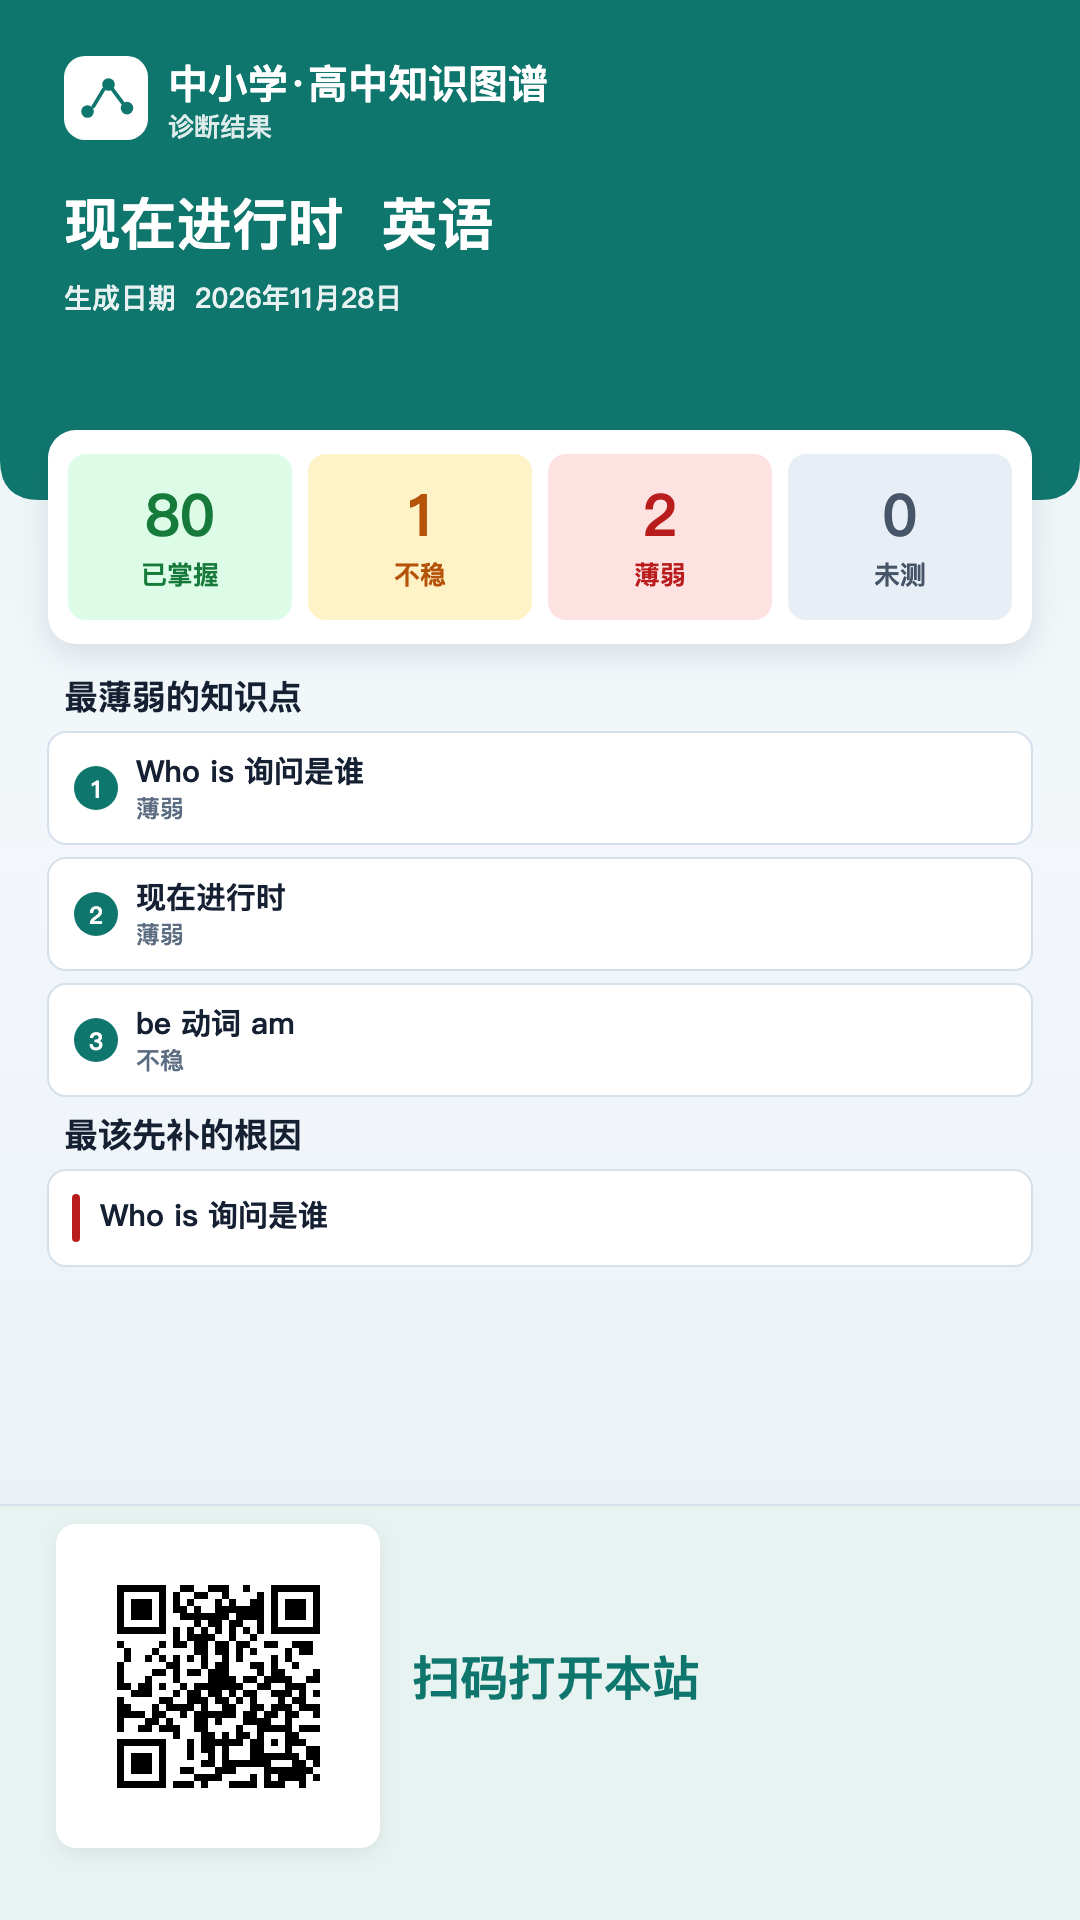 中小学·高中知识图谱
诊断结果
现在进行时 英语
生成日期 2026年11月28日
80
已掌握
1
不稳
2
薄弱
0
未测
最薄弱的知识点
1
Who is 询问是谁
薄弱
2
现在进行时
薄弱
3
be 动词 am
不稳
最该先补的根因
Who is 询问是谁
扫码打开本站